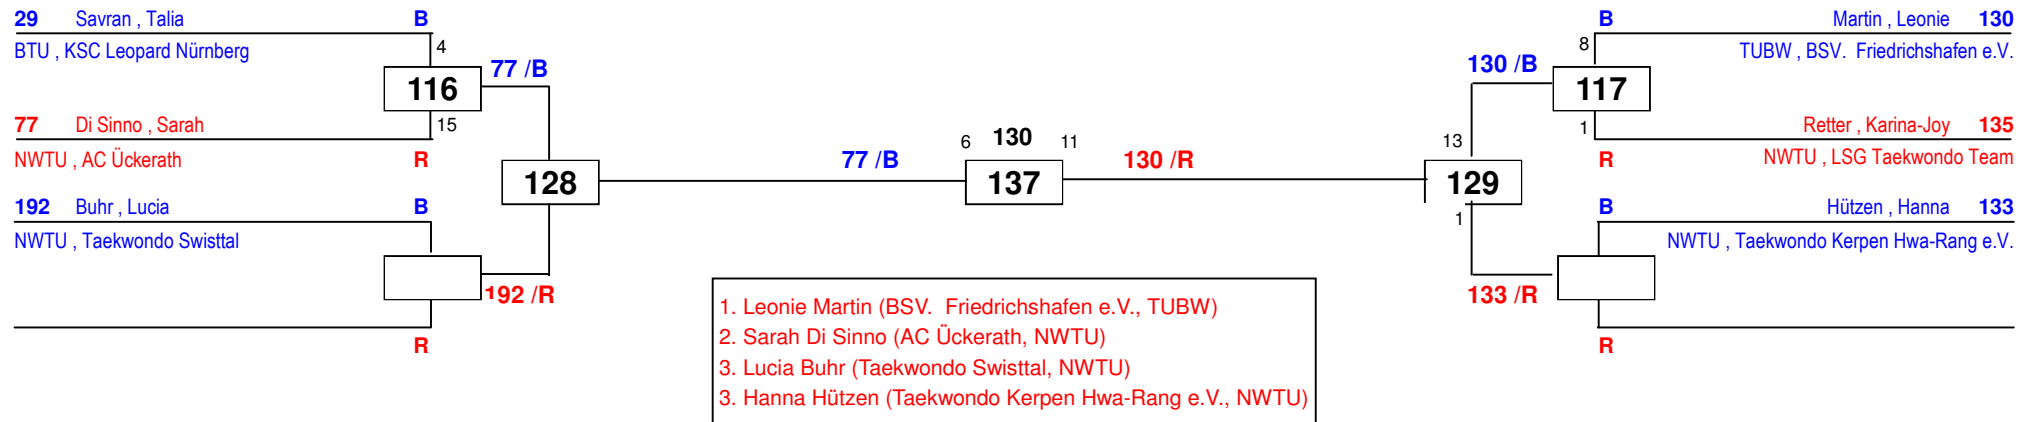 29 Savran , Talia B
BTU , KSC Leopard Nürnberg
4
116
77 /B
15
77 Di Sinno , Sarah
NWTU , AC Ückerath R
128
192 Buhr , Lucia B
NWTU , Taekwondo Swisttal
192 /R
R
77 /B
6 130 11
137
130 /R
B Martin , Leonie 130
8
TUBW , BSV. Friedrichshafen e.V.
130 /B
117
1
Retter , Karina-Joy 135
R NWTU , LSG Taekwondo Team
13
129
1
B Hützen , Hanna 133
NWTU , Taekwondo Kerpen Hwa-Rang e.V.
133 /R
R
1. Leonie Martin (BSV. Friedrichshafen e.V., TUBW)
2. Sarah Di Sinno (AC Ückerath, NWTU)
3. Lucia Buhr (Taekwondo Swisttal, NWTU)
3. Hanna Hützen (Taekwondo Kerpen Hwa-Rang e.V., NWTU)